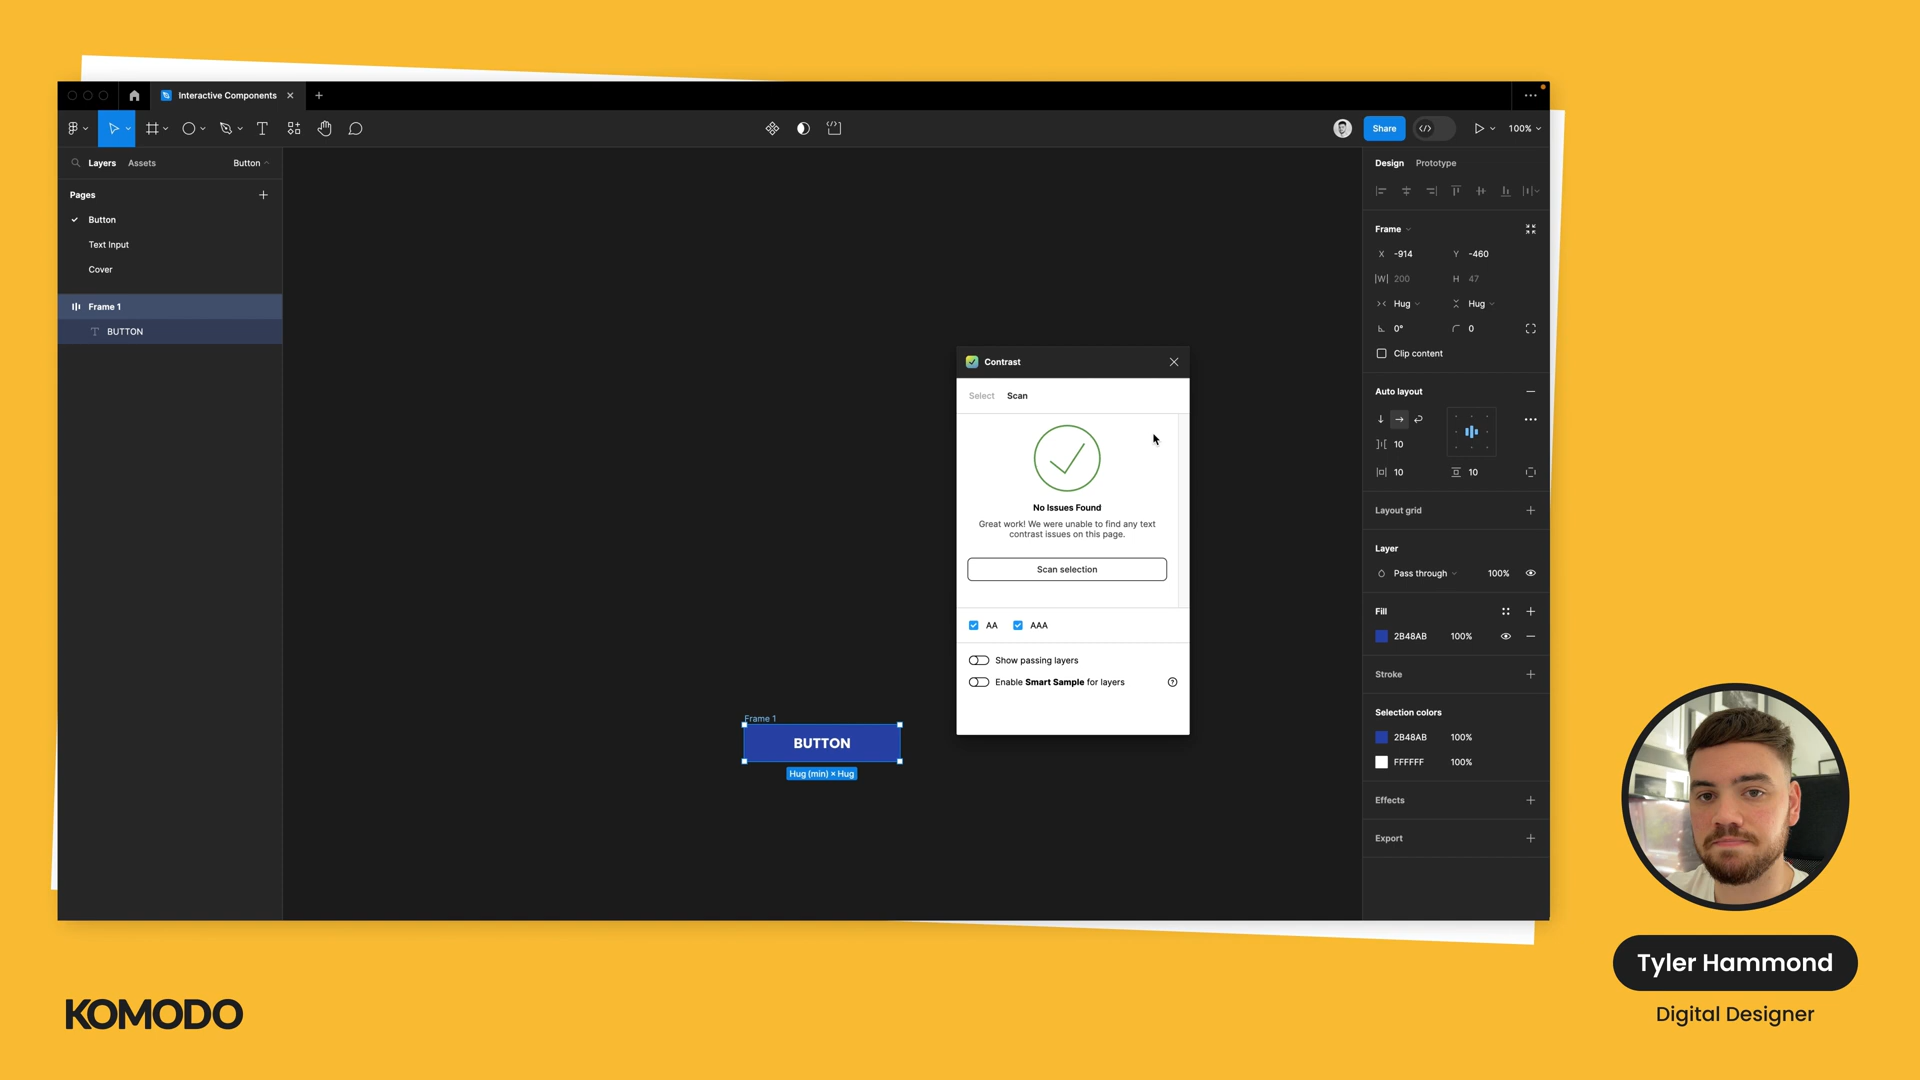 Interactive Components
Share
100%
Layers
Assets
Button
Pages
Button
Text Input
Cover
Frame 1
BUTTON
Contrast
Select
Scan
No Issues Found
Great work! We were unable to find any text
contrast issues on this page.
Scan selection
AA
AAA
Show passing layers
Enable Smart Sample for layers
Frame 1
BUTTON
Hug (min) × Hug
Design
Prototype
Frame
X -914
Y -460
W 200
H 47
Hug
Hug
0°
0
Clip content
Auto layout
10
10
10
Layout grid
Layer
Pass through
100%
Fill
2B48AB
100%
Stroke
Selection colors
2B48AB
100%
FFFFFF
100%
Effects
Export
Tyler Hammond
Digital Designer
KOMODO